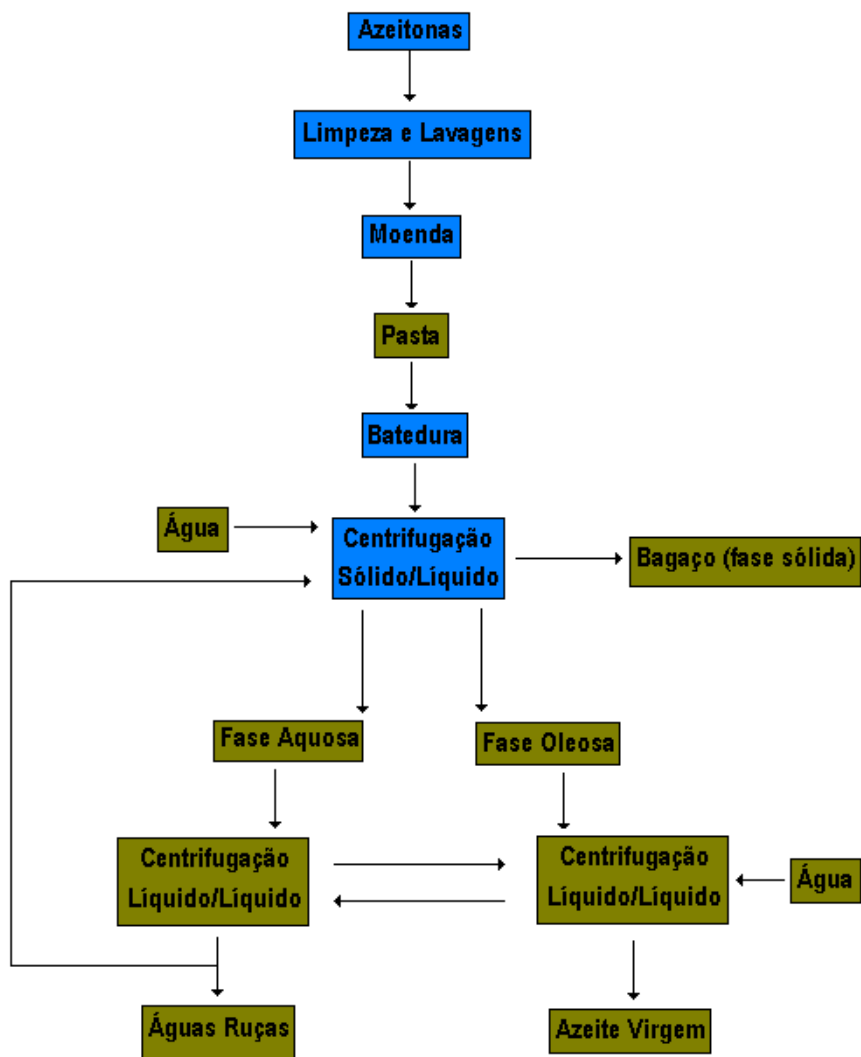 Azeitonas
Limpeza e Lavagens
Moenda
Pasta
Batedura
Água
Centrifugação
Sólido/Líquido
Bagaço (fase sólida)
Fase Aquosa
Fase Oleosa
Centrifugação
Líquido/Líquido
Centrifugação
Líquido/Líquido
Água
Águas Ruças
Azeite Virgem